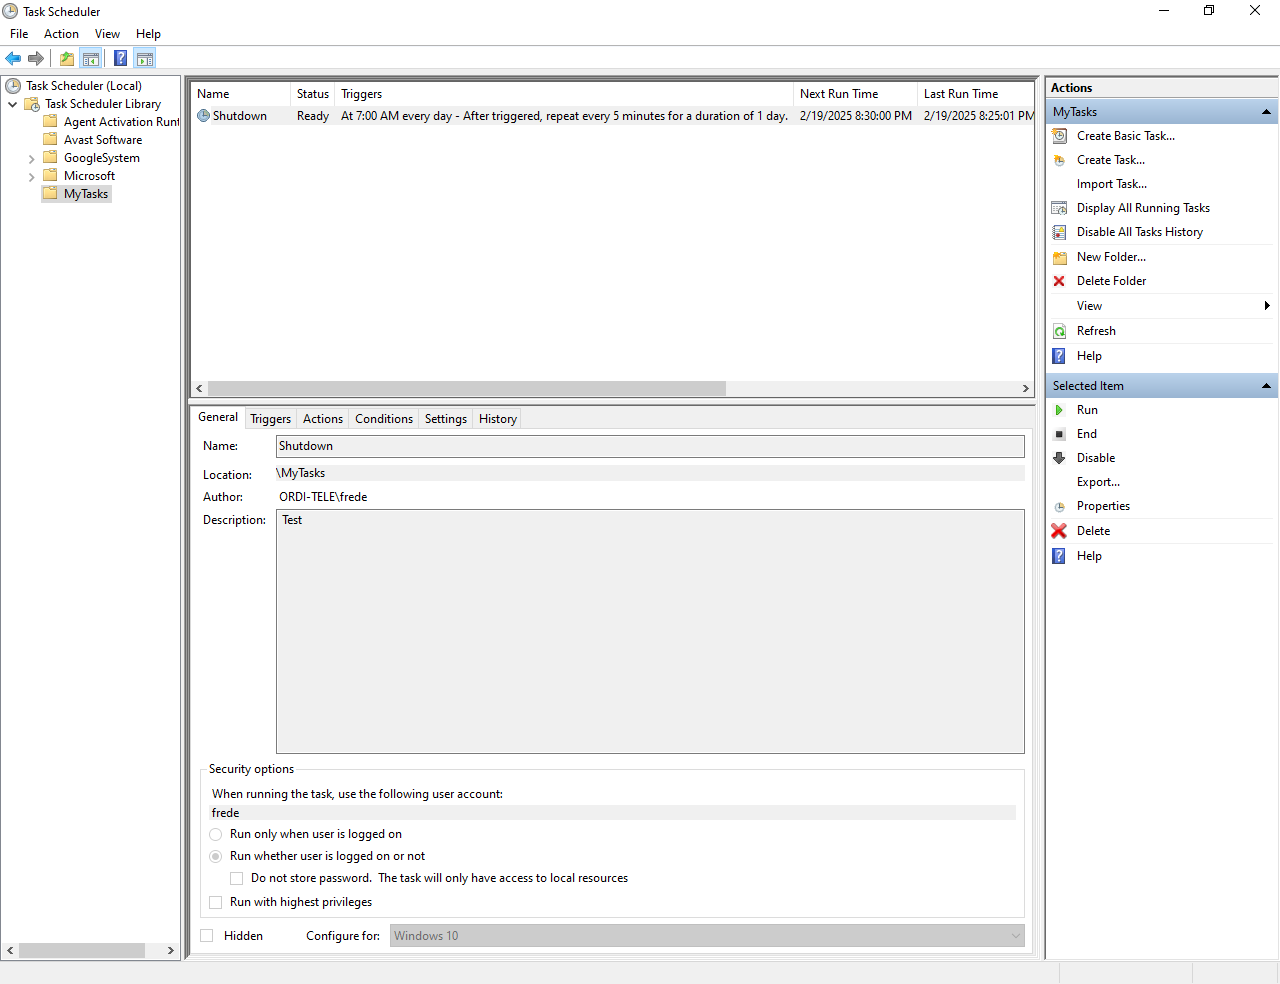 Task Scheduler
File Action View Help
Task Scheduler (Local)
Task Scheduler Library
Agent Activation Runt
Avast Software
GoogleSystem
Microsoft
MyTasks
Name Status Triggers Next Run Time Last Run Time
Shutdown Ready At 7:00 AM every day - After triggered, repeat every 5 minutes for a duration of 1 day. 2/19/2025 8:30:00 PM 2/19/2025 8:25:01 PM
General Triggers Actions Conditions Settings History
Name: Shutdown
Location: \MyTasks
Author: ORDI-TELE\frede
Description: Test
Security options
When running the task, use the following user account:
frede
Run only when user is logged on
Run whether user is logged on or not
Do not store password. The task will only have access to local resources
Run with highest privileges
Hidden Configure for: Windows 10
Actions
MyTasks
Create Basic Task...
Create Task...
Import Task...
Display All Running Tasks
Disable All Tasks History
New Folder...
Delete Folder
View
Refresh
Help
Selected Item
Run
End
Disable
Export...
Properties
Delete
Help